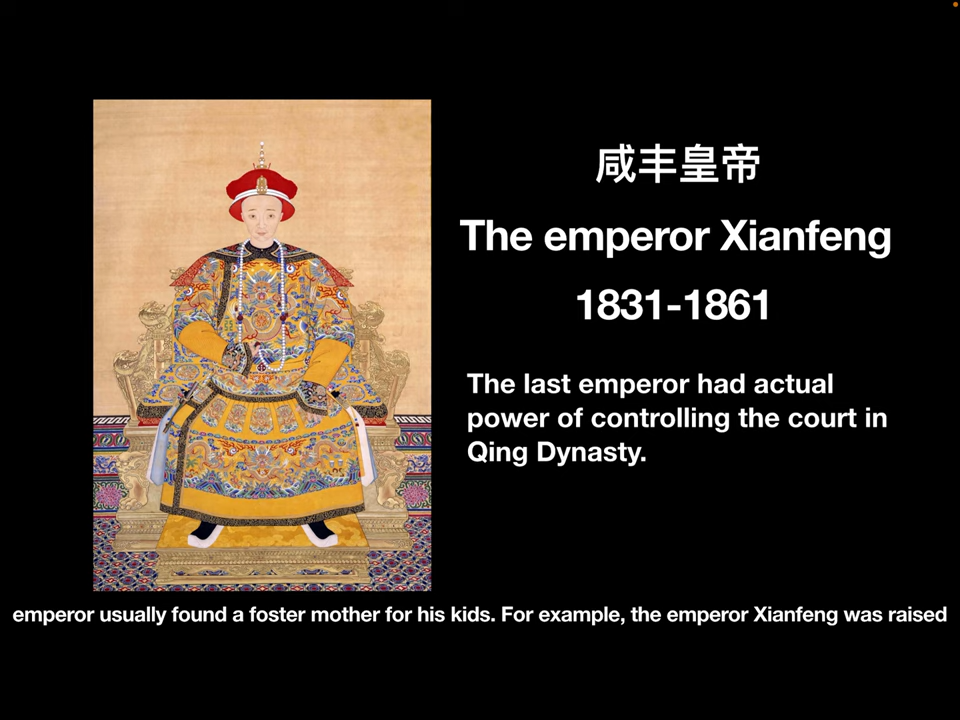 咸丰皇帝
The emperor Xianfeng
1831-1861
The last emperor had actual
power of controlling the court in
Qing Dynasty.
emperor usually found a foster mother for his kids. For example, the emperor Xianfeng was raised